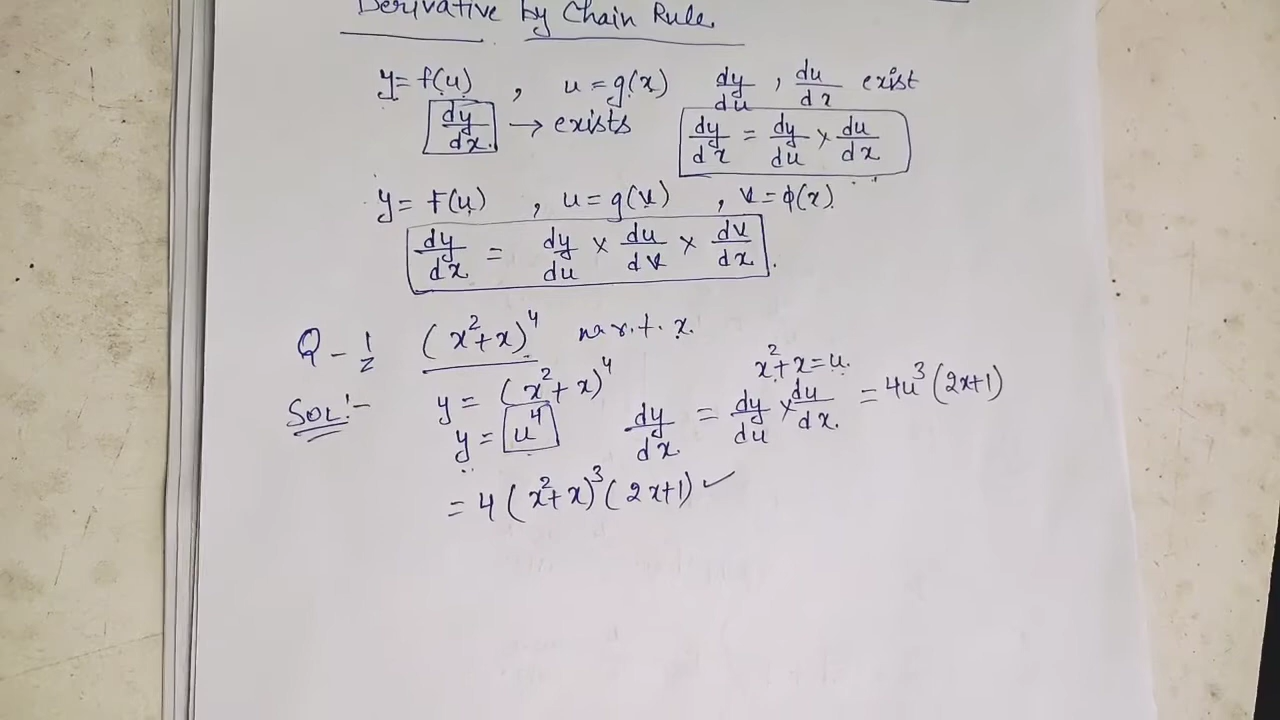 Derivative by Chain Rule
y = f(u) , u = g(x) dy/du , du/dx exist
dy/dx → exists dy/dx = dy/du × du/dx
y = f(u) , u = g(v) , v = φ(x).
dy/dx = dy/du × du/dv × dv/dx.
Q-1/2 (x²+x)⁴ w.r.t. x.
x²+x=u.
Sol:- y = (x²+x)⁴
y = u⁴ dy/dx = dy/du × du/dx = 4u³(2x+1)
= 4(x²+x)³(2x+1) ✓